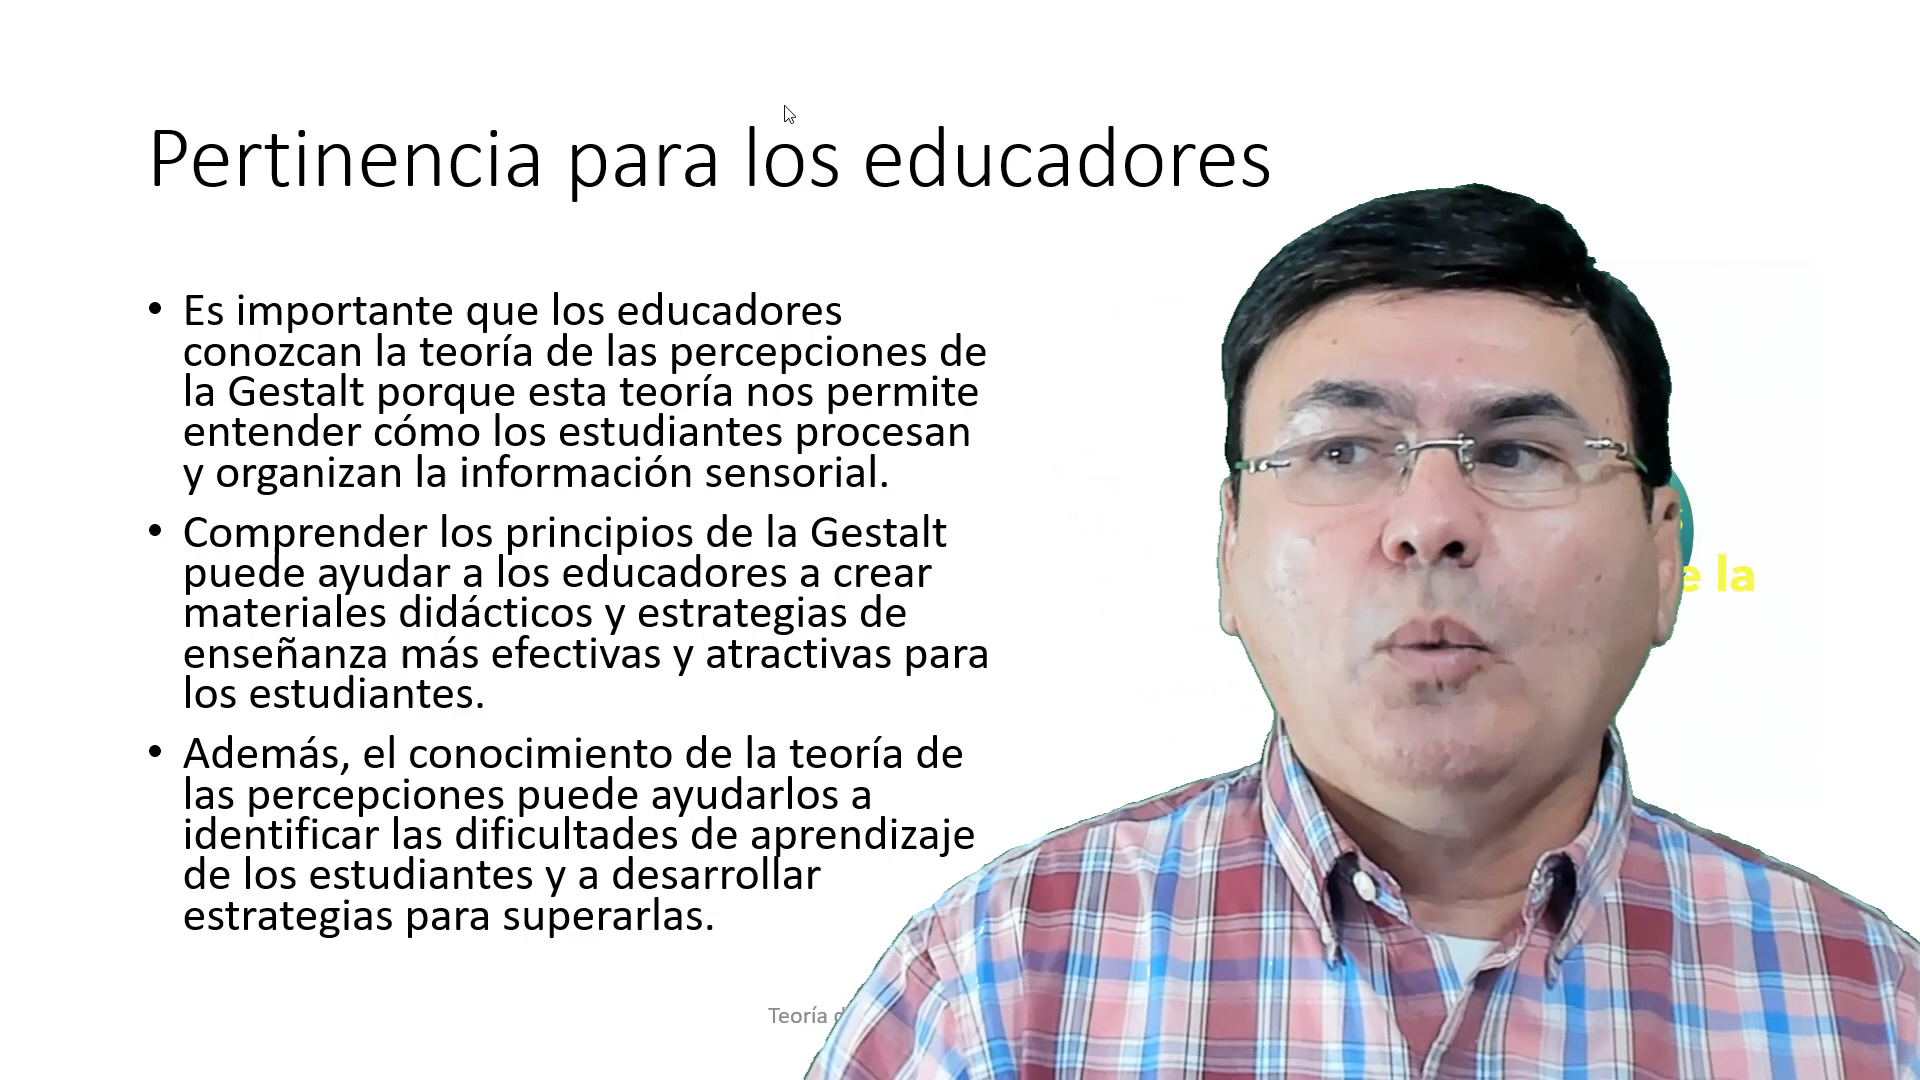 Pertinencia para los educadores
• Es importante que los educadores
conozcan la teoría de las percepciones de
la Gestalt porque esta teoría nos permite
entender cómo los estudiantes procesan
y organizan la información sensorial.
• Comprender los principios de la Gestalt
puede ayudar a los educadores a crear
materiales didácticos y estrategias de
enseñanza más efectivas y atractivas para
los estudiantes.
• Además, el conocimiento de la teoría de
las percepciones puede ayudarlos a
identificar las dificultades de aprendizaje
de los estudiantes y a desarrollar
estrategias para superarlas.
la
Teoría